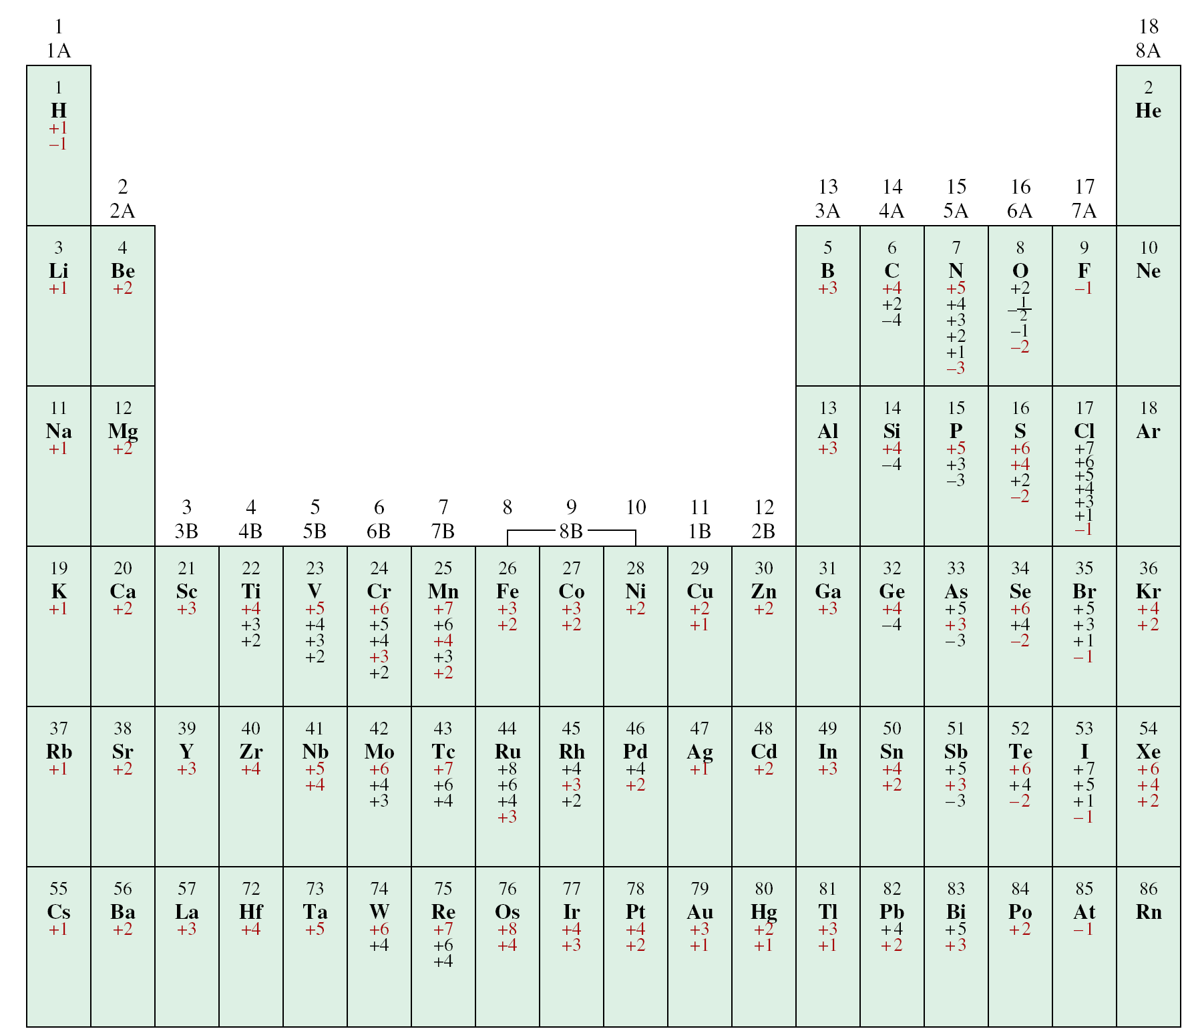 1 18
1A 8A
1 2
H He
+1
–1
2 13 14 15 16 17
2A 3A 4A 5A 6A 7A
3 4 5 6 7 8 9 10
Li Be B C N O F Ne
+1 +2 +3 +4 +5 +2 –1
+2 +4 –1/2
–4 +3 –1
+2 –2
+1
–3
11 12 13 14 15 16 17 18
Na Mg Al Si P S Cl Ar
+1 +2 +3 +4 +5 +6 +7
–4 +3 +4 +6
–3 +2 +5
–2 +4
+3
+1
–1
3 4 5 6 7 8 9 10 11 12
3B 4B 5B 6B 7B 8B 1B 2B
19 20 21 22 23 24 25 26 27 28 29 30 31 32 33 34 35 36
K Ca Sc Ti V Cr Mn Fe Co Ni Cu Zn Ga Ge As Se Br Kr
+1 +2 +3 +4 +5 +6 +7 +3 +3 +2 +2 +2 +3 +4 +5 +6 +5 +4
+3 +4 +5 +6 +2 +2 +1 –4 +3 +4 +3 +2
+2 +3 +4 +4 –3 –2 +1
+2 +3 +3 –1
+2 +2
37 38 39 40 41 42 43 44 45 46 47 48 49 50 51 52 53 54
Rb Sr Y Zr Nb Mo Tc Ru Rh Pd Ag Cd In Sn Sb Te I Xe
+1 +2 +3 +4 +5 +6 +7 +8 +4 +4 +1 +2 +3 +4 +5 +6 +7 +6
+4 +4 +6 +6 +3 +2 +2 +3 +4 +5 +4
+3 +4 +4 +2 –3 –2 +1 +2
+3 –1
55 56 57 72 73 74 75 76 77 78 79 80 81 82 83 84 85 86
Cs Ba La Hf Ta W Re Os Ir Pt Au Hg Tl Pb Bi Po At Rn
+1 +2 +3 +4 +5 +6 +7 +8 +4 +4 +3 +2 +3 +4 +5 +2 –1
+4 +6 +4 +3 +2 +1 +1 +1 +2 +3
+4